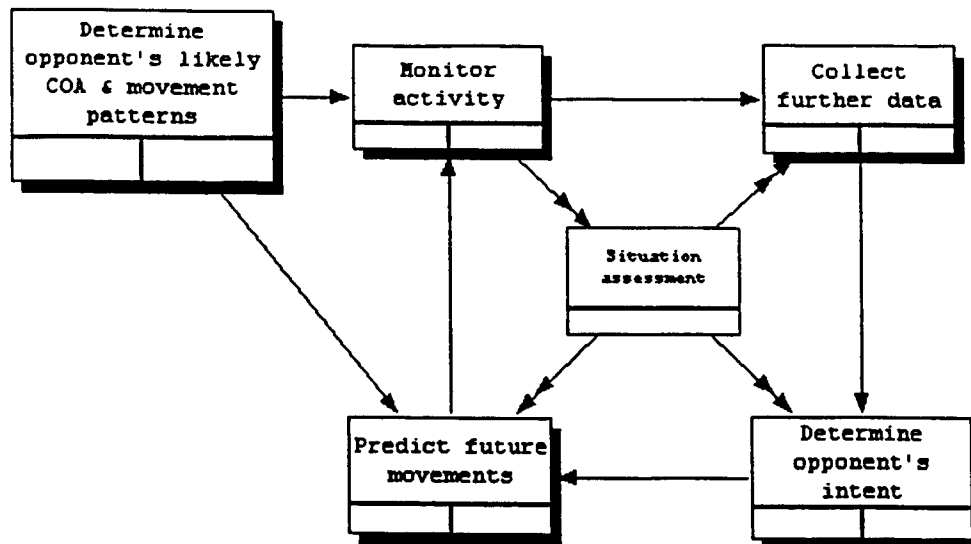 Determine
opponent's likely
COA & movement
patterns
Monitor
activity
Collect
further data
Situation
assessment
Predict future
movements
Determine
opponent's
intent